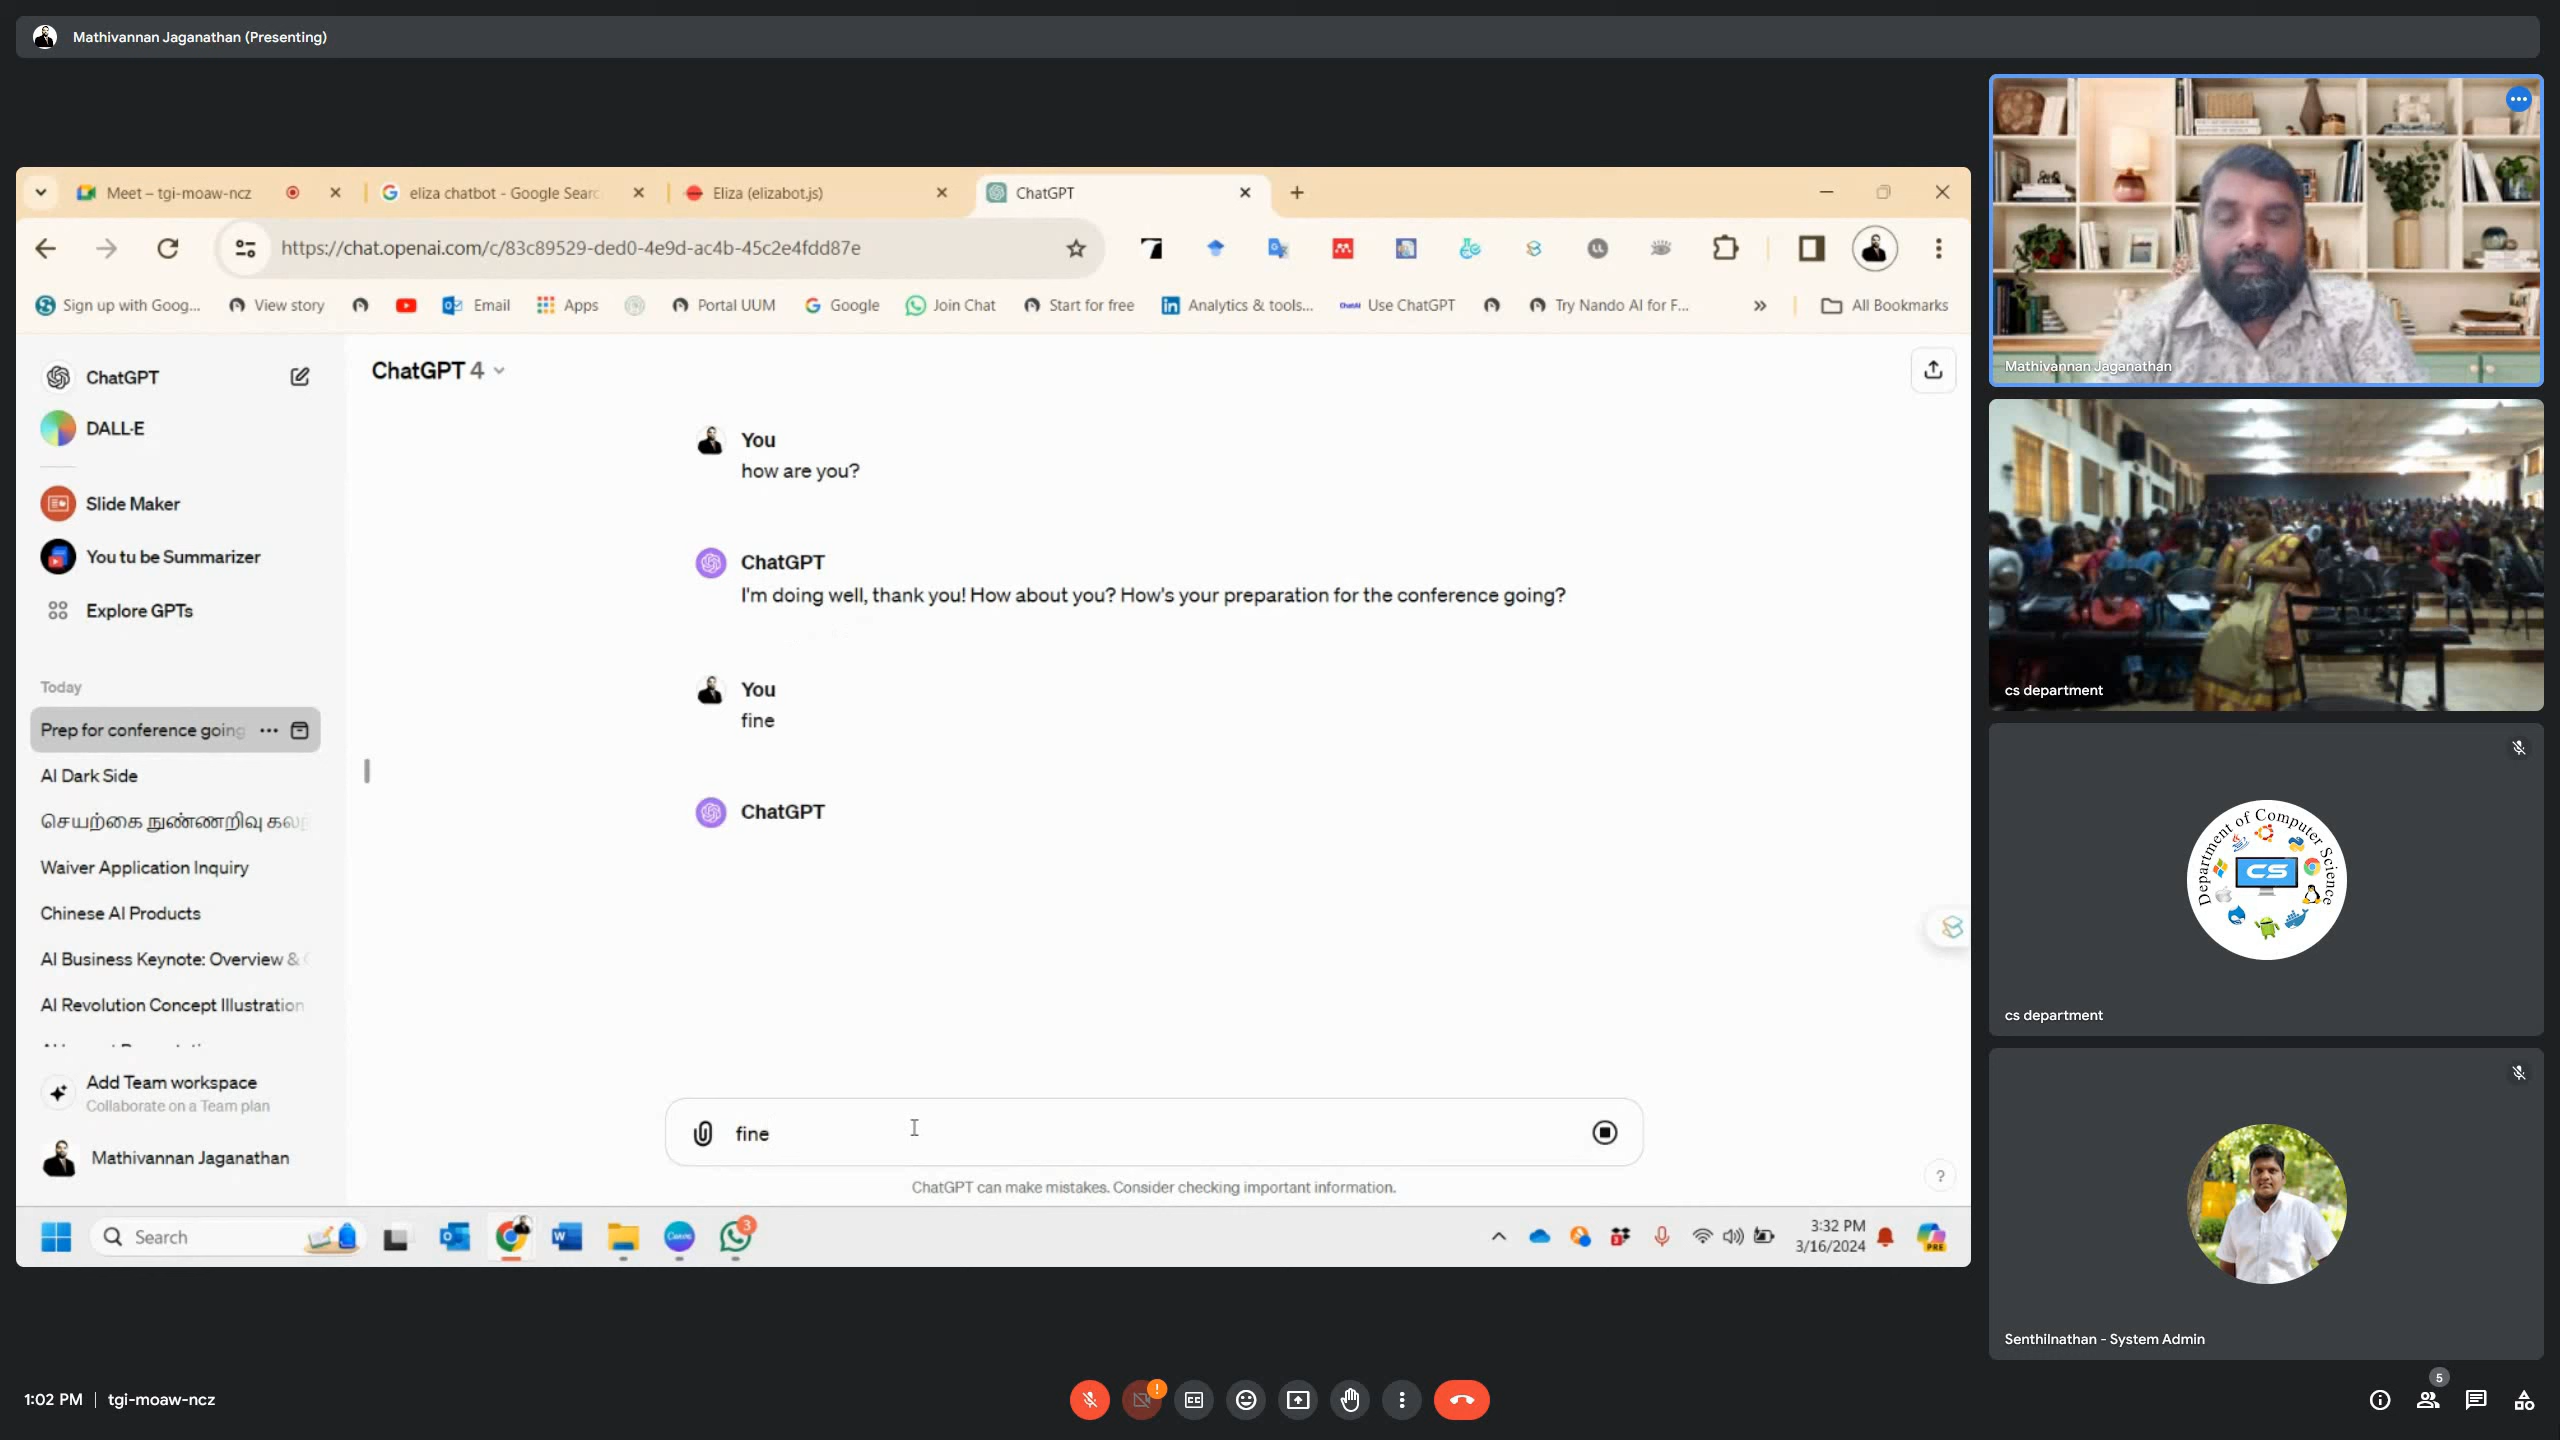 Mathivannan Jaganathan (Presenting)
Meet – tgi-moaw-ncz
eliza chatbot - Google Searc
Eliza (elizabot.js)
ChatGPT
https://chat.openai.com/c/83c89529-ded0-4e9d-ac4b-45c2e4fdd87e
Sign up with Goog...
View story
Email
Apps
Portal UUM
Google
Join Chat
Start for free
Analytics & tools...
Use ChatGPT
Try Nando AI for F...
All Bookmarks
ChatGPT
DALL·E
Slide Maker
You tu be Summarizer
Explore GPTs
Today
Prep for conference going
AI Dark Side
செயற்கை நுண்ணறிவு
Waiver Application Inquiry
Chinese AI Products
AI Business Keynote: Overview &
AI Revolution Concept Illustration
Add Team workspace
Collaborate on a Team plan
Mathivannan Jaganathan
ChatGPT 4
You
how are you?
ChatGPT
I'm doing well, thank you! How about you? How's your preparation for the conference going?
You
fine
ChatGPT
fine
ChatGPT can make mistakes. Consider checking important information.
?
Search
3
3:32 PM
3/16/2024
PRE
Mathivannan Jaganathan
cs department
Department of Computer Science
CS
cs department
Senthilnathan - System Admin
1:02 PM | tgi-moaw-ncz
5